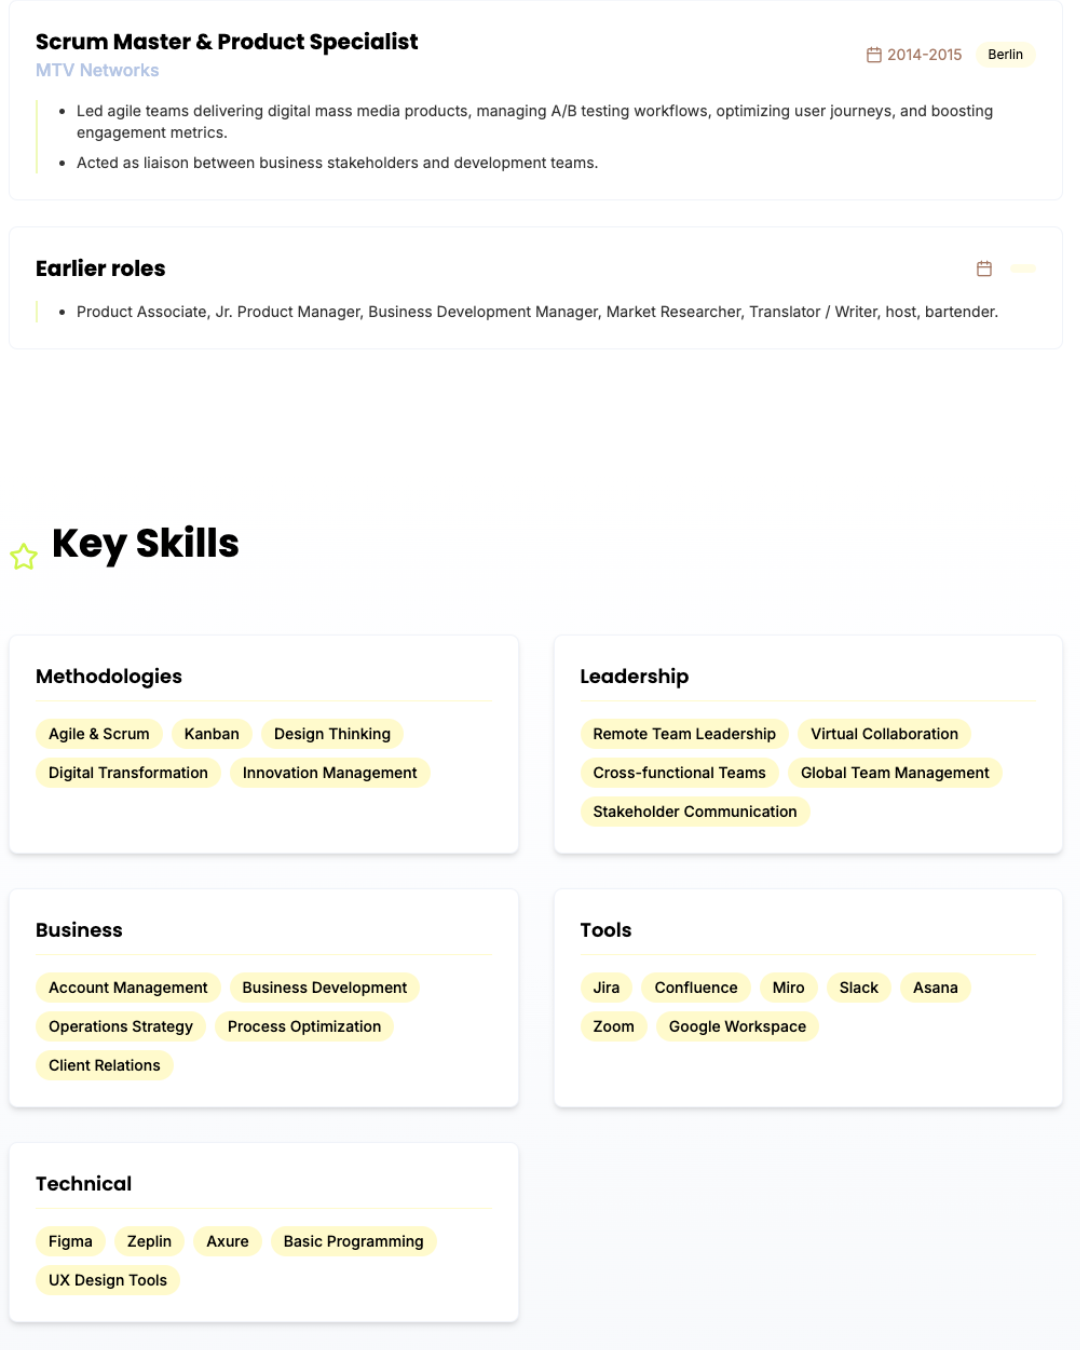 Scrum Master & Product Specialist
MTV Networks
2014-2015
Berlin
Led agile teams delivering digital mass media products, managing A/B testing workflows, optimizing user journeys, and boosting
engagement metrics.
Acted as liaison between business stakeholders and development teams.
Earlier roles
Product Associate, Jr. Product Manager, Business Development Manager, Market Researcher, Translator / Writer, host, bartender.
Key Skills
Methodologies
Agile & Scrum Kanban Design Thinking
Digital Transformation Innovation Management
Leadership
Remote Team Leadership Virtual Collaboration
Cross-functional Teams Global Team Management
Stakeholder Communication
Business
Account Management Business Development
Operations Strategy Process Optimization
Client Relations
Tools
Jira Confluence Miro Slack Asana
Zoom Google Workspace
Technical
Figma Zeplin Axure Basic Programming
UX Design Tools